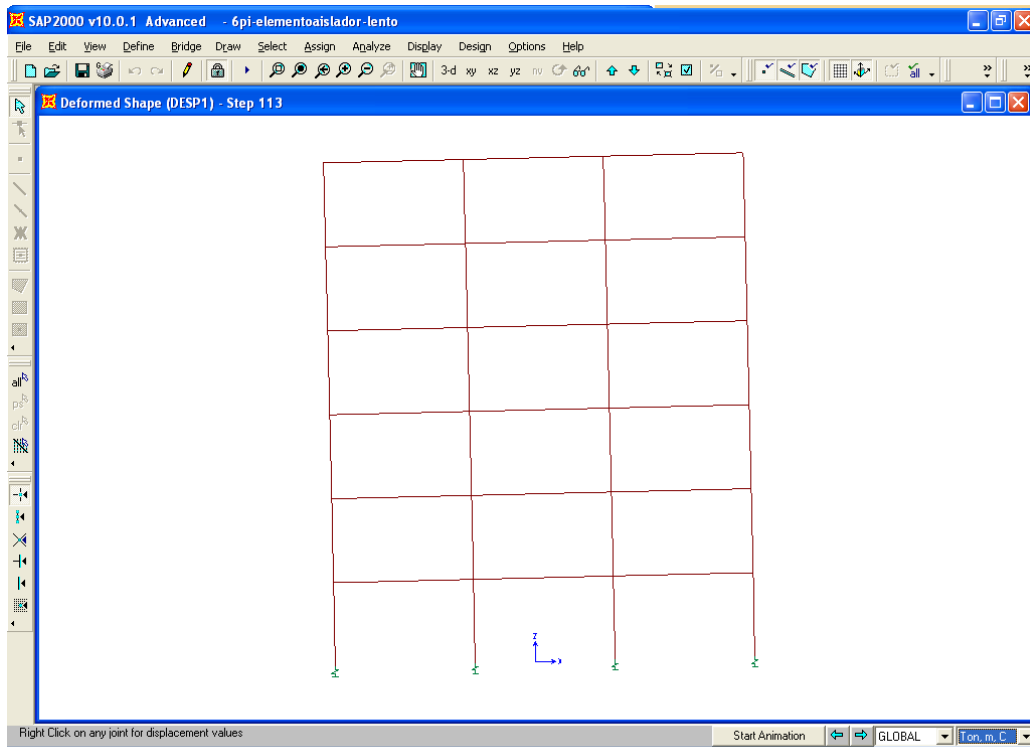 SAP2000 v10.0.1 Advanced - 6pi-elementoaislador-lento
File Edit View Define Bridge Draw Select Assign Analyze Display Design Options Help
3-d xy xz yz nv all
Deformed Shape (DESP1) - Step 113
all
ps
clr
Z
X
Right Click on any joint for displacement values Start Animation GLOBAL Ton, m, C